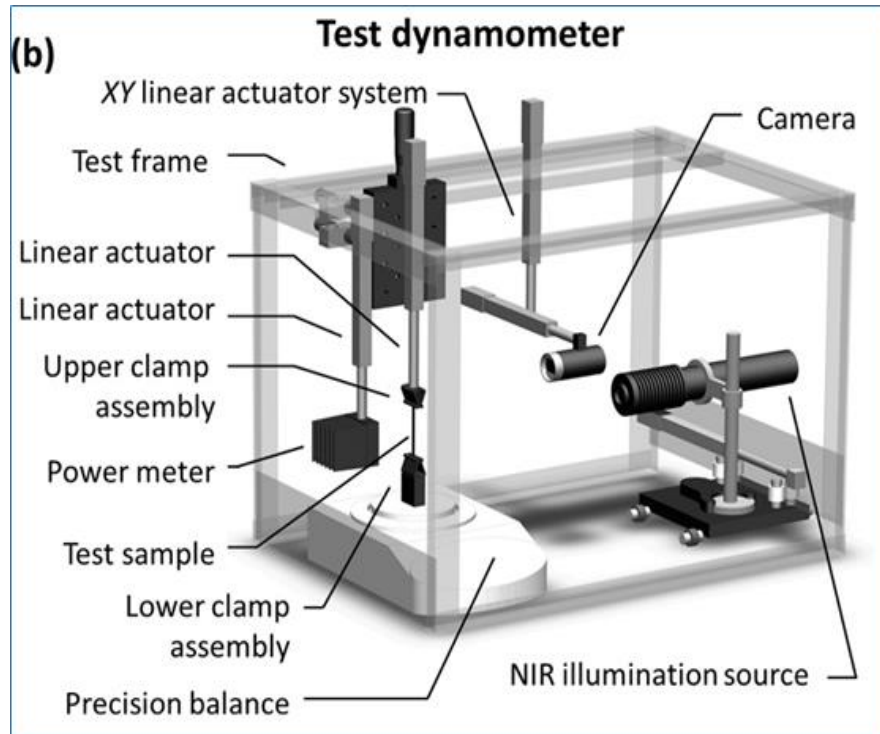 Test dynamometer
(b)
XY linear actuator system
Camera
Test frame
Linear actuator
Linear actuator
Upper clamp
assembly
Power meter
Test sample
Lower clamp
assembly
NIR illumination source
Precision balance